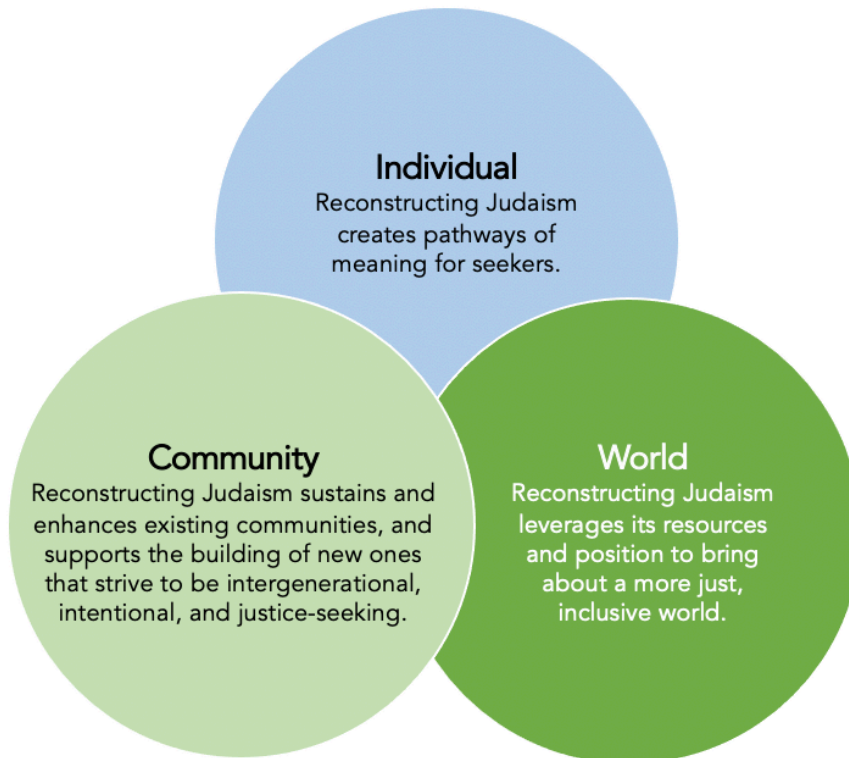 Individual
Reconstructing Judaism
creates pathways of
meaning for seekers.
Community
Reconstructing Judaism sustains and
enhances existing communities, and
supports the building of new ones
that strive to be intergenerational,
intentional, and justice-seeking.
World
Reconstructing Judaism
leverages its resources
and position to bring
about a more just,
inclusive world.